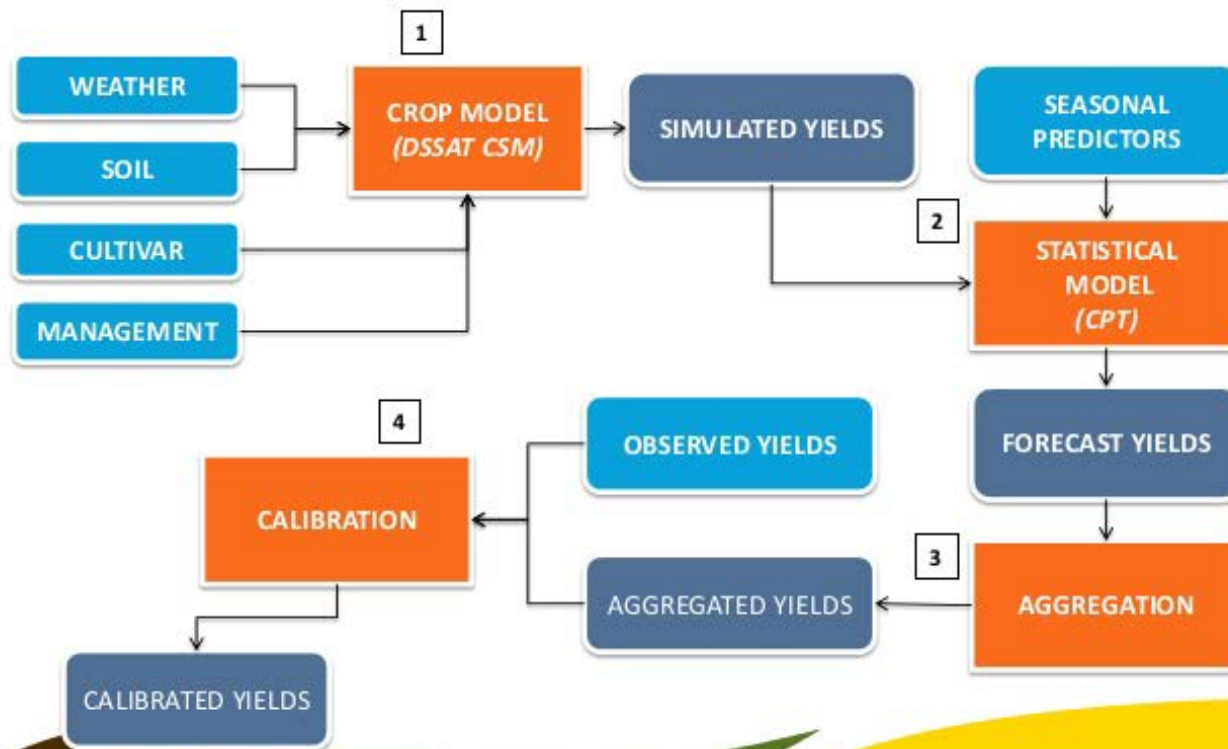 1
WEATHER
SOIL
CULTIVAR
MANAGEMENT
CROP MODEL
(DSSAT CSM)
SIMULATED YIELDS
SEASONAL
PREDICTORS
2
STATISTICAL
MODEL
(CPT)
FORECAST YIELDS
3
AGGREGATION
OBSERVED YIELDS
AGGREGATED YIELDS
4
CALIBRATION
CALIBRATED YIELDS